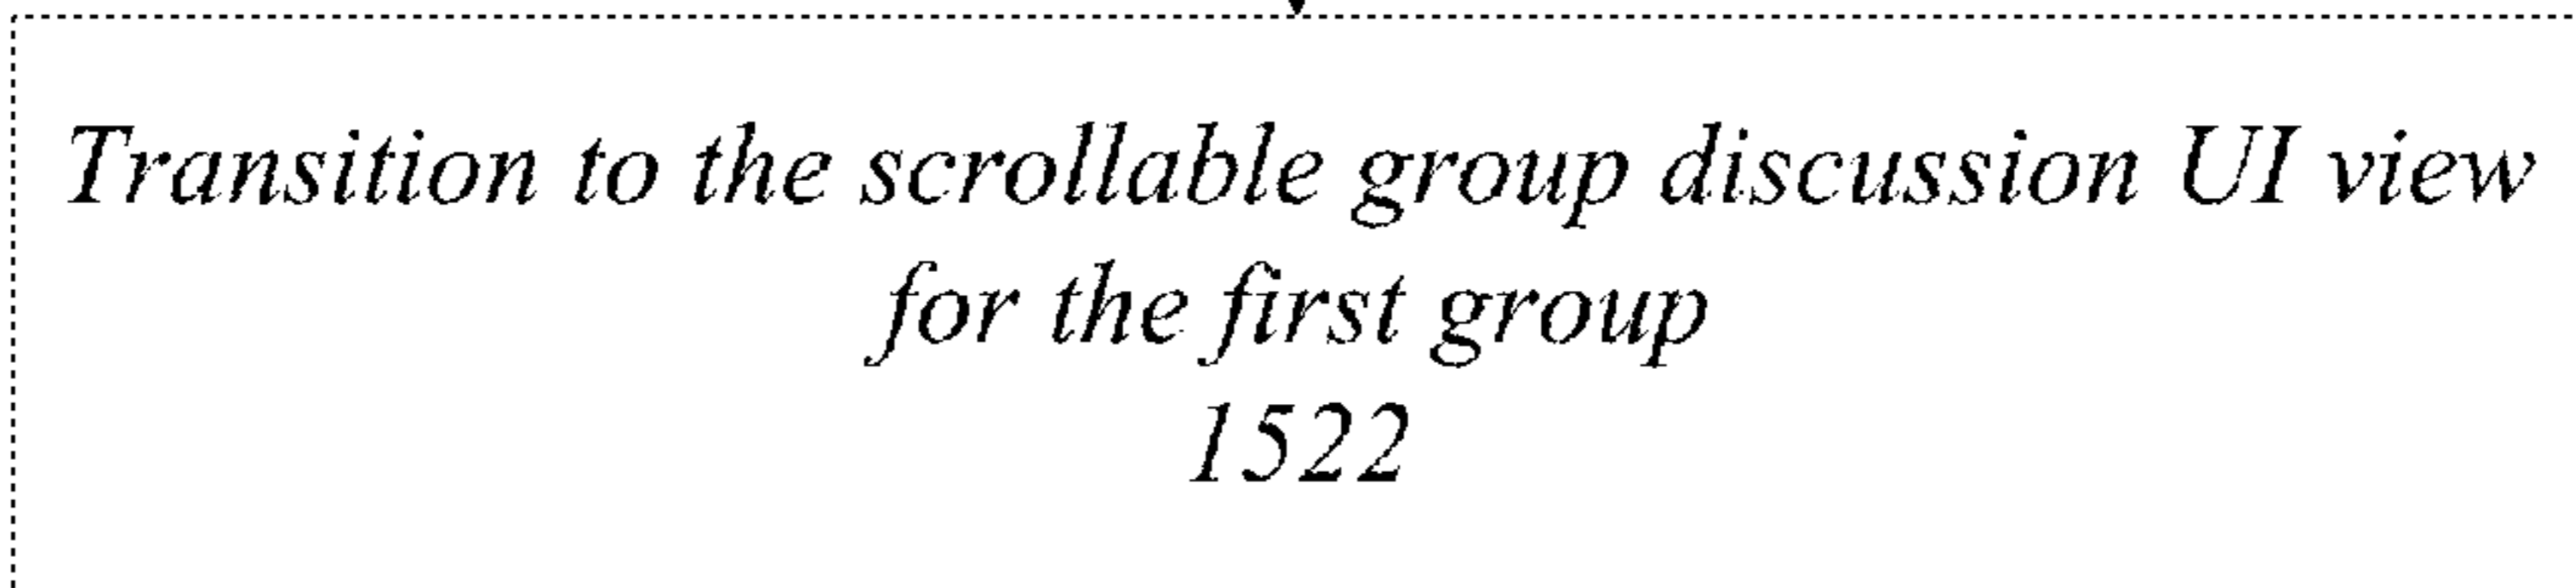 Transition to the scrollable group discussion UI view
for the first group
1522